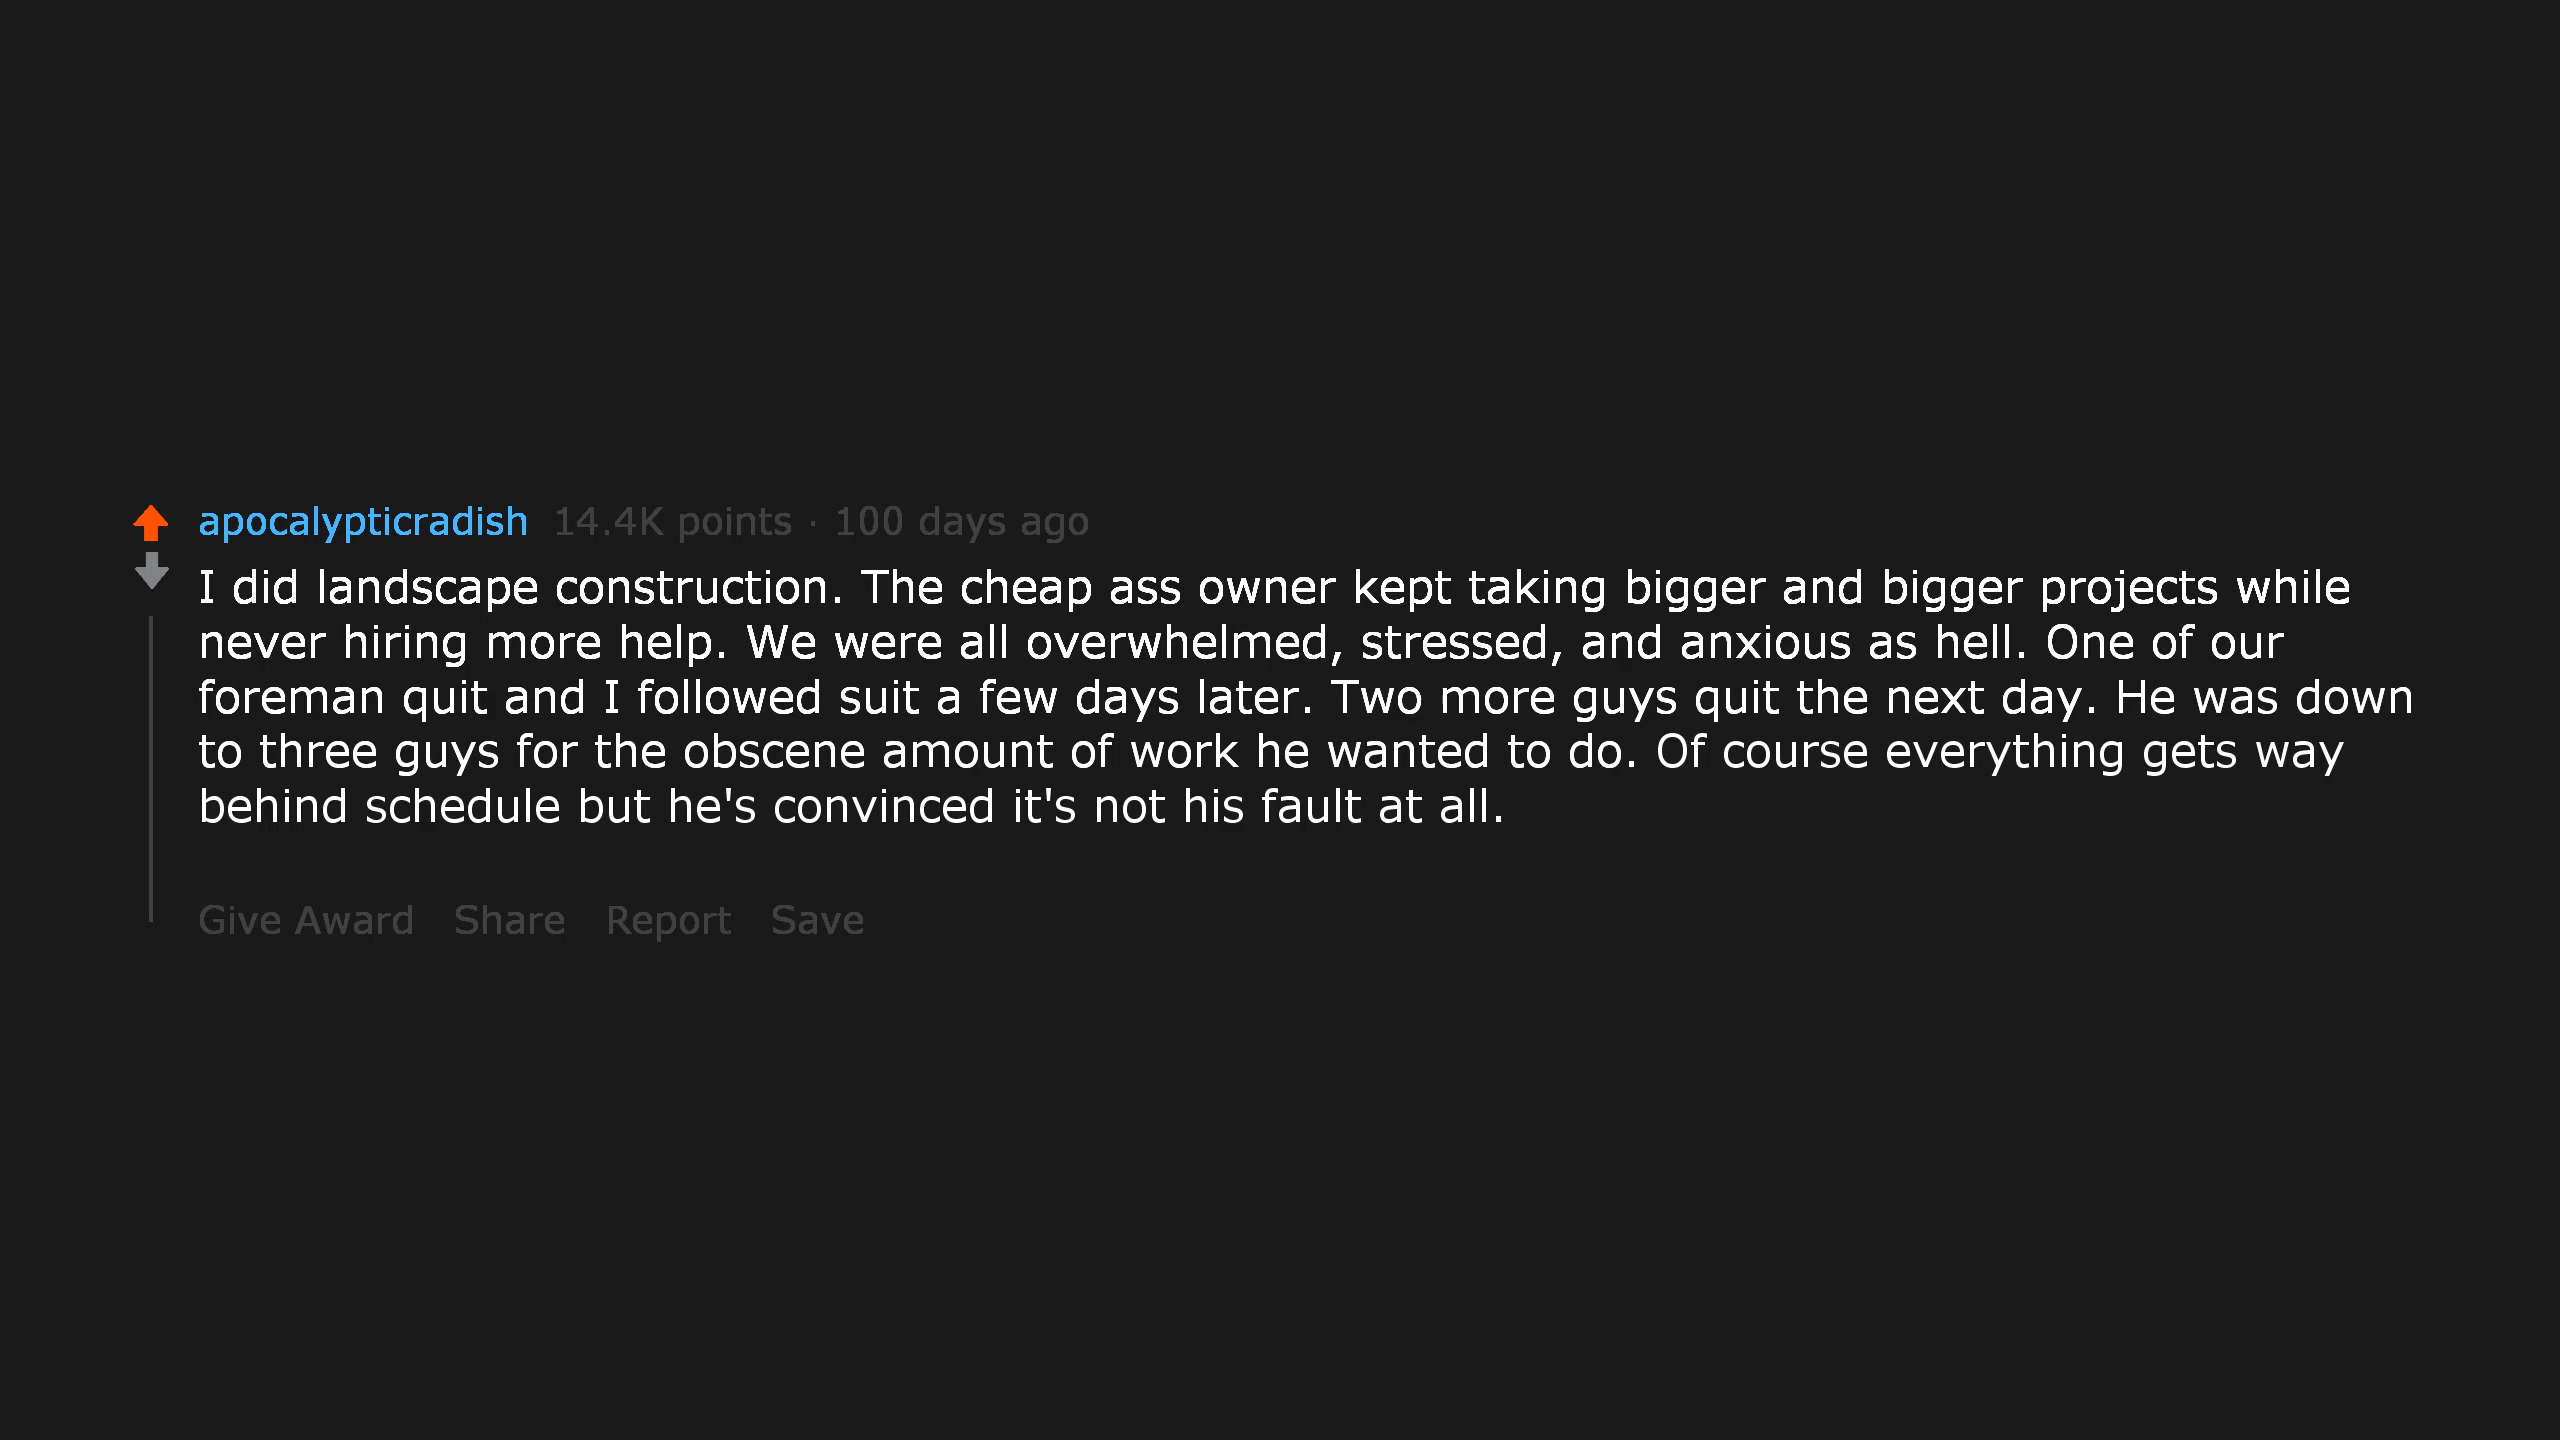 apocalypticradish 14.4K points · 100 days ago
I did landscape construction. The cheap ass owner kept taking bigger and bigger projects while
never hiring more help. We were all overwhelmed, stressed, and anxious as hell. One of our
foreman quit and I followed suit a few days later. Two more guys quit the next day. He was down
to three guys for the obscene amount of work he wanted to do. Of course everything gets way
behind schedule but he's convinced it's not his fault at all.
Give Award Share Report Save